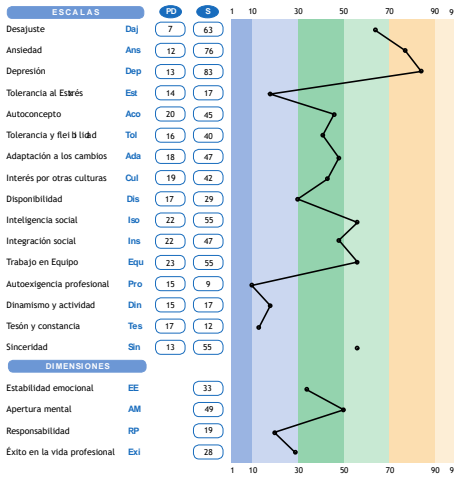 ESCALAS PD S 1 10 30 50 70 90 9
Desajuste Daj 7 63
Ansiedad Ans 12 76
Depresión Dep 13 83
Tolerancia al Estrés Est 14 17
Autoconcepto Aco 20 45
Tolerancia y Tol 16 40
Adaptación a los cambios Ada 18 47
Interés por otras culturas Cul 19 42
Disponibilidad Dis 17 29
Inteligencia social Iso 22 55
Integración social Ins 22 47
Trabajo en Equipo Equ 23 55
Autoexigencia profesional Pro 15 9
Dinamismo y actividad Din 15 17
Tesón y constancia Tes 17 12
Sinceridad Sin 13 55
DIMENSIONES
Estabilidad emocional EE 33
Apertura mental AM 49
Responsabilidad RP 19
Éxito en la vida profesional Exi 28
1 10 30 50 70 90 9